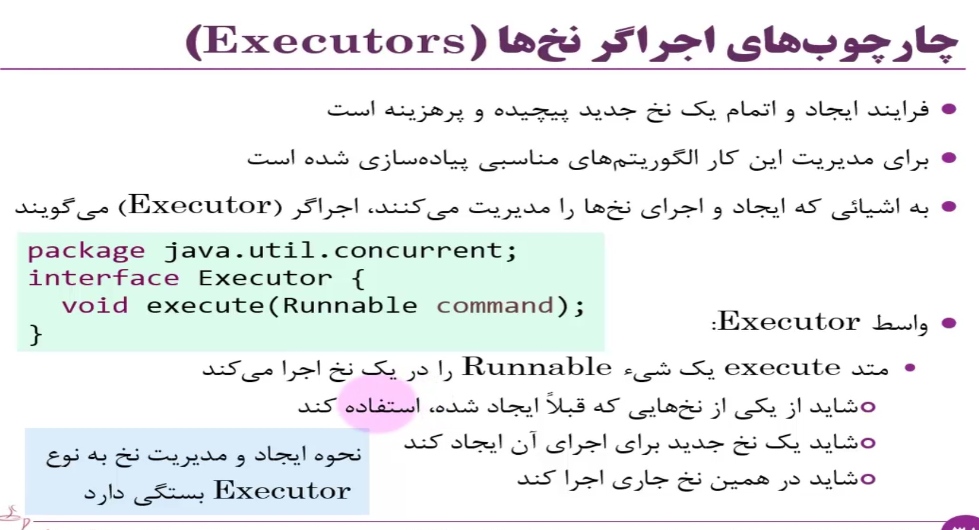 چارچوب‌های اجراگر نخ‌ها (Executors)
فرایند ایجاد و اتمام یک نخ جدید پیچیده و پرهزینه است
برای مدیریت این کار الگوریتم‌های مناسبی پیاده‌سازی شده است
به اشیائی که ایجاد و اجرای نخ‌ها را مدیریت می‌کنند، اجراگر (Executor) می‌گویند
package java.util.concurrent;
interface Executor {
void execute(Runnable command);
}
واسط Executor:
متد execute یک شیء Runnable را در یک نخ اجرا می‌کند
شاید از یکی از نخ‌هایی که قبلاً ایجاد شده، استفاده کند
شاید یک نخ جدید برای اجرای آن ایجاد کند
شاید در همین نخ جاری اجرا کند
نحوه ایجاد و مدیریت نخ به نوع
Executor بستگی دارد